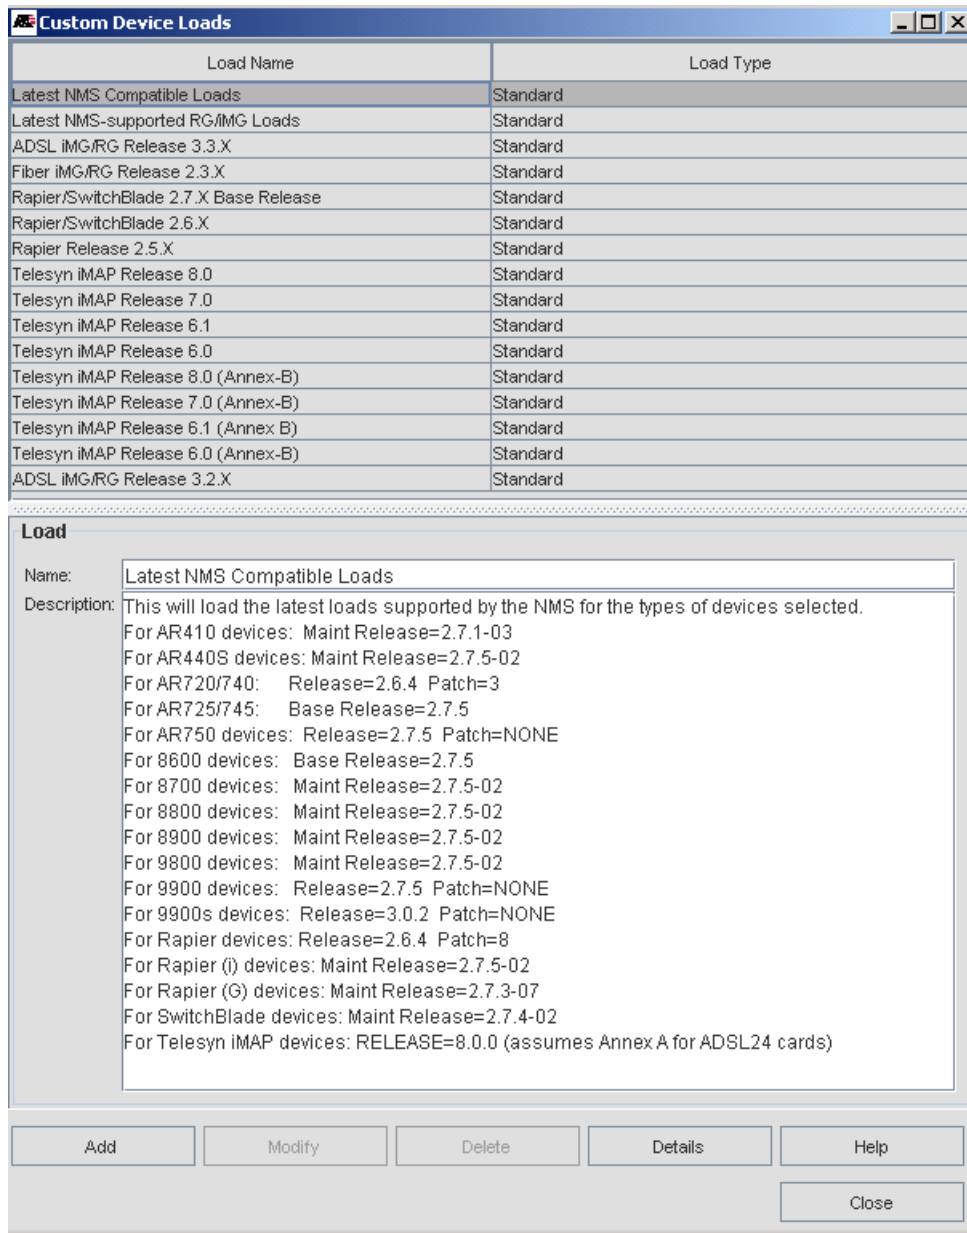 Custom Device Loads
Load Name Load Type
Latest NMS Compatible Loads Standard
Latest NMS-supported RG/iMG Loads Standard
ADSL iMG/RG Release 3.3.X Standard
Fiber iMG/RG Release 2.3.X Standard
Rapier/SwitchBlade 2.7.X Base Release Standard
Rapier/SwitchBlade 2.6.X Standard
Rapier Release 2.5.X Standard
Telesyn iMAP Release 8.0 Standard
Telesyn iMAP Release 7.0 Standard
Telesyn iMAP Release 6.1 Standard
Telesyn iMAP Release 6.0 Standard
Telesyn iMAP Release 8.0 (Annex-B) Standard
Telesyn iMAP Release 7.0 (Annex-B) Standard
Telesyn iMAP Release 6.1 (Annex B) Standard
Telesyn iMAP Release 6.0 (Annex-B) Standard
ADSL iMG/RG Release 3.2.X Standard
Load
Name: Latest NMS Compatible Loads
Description: This will load the latest loads supported by the NMS for the types of devices selected.
For AR410 devices: Maint Release=2.7.1-03
For AR440S devices: Maint Release=2.7.5-02
For AR720/740: Release=2.6.4 Patch=3
For AR725/745: Base Release=2.7.5
For AR750 devices: Release=2.7.5 Patch=NONE
For 8600 devices: Base Release=2.7.5
For 8700 devices: Maint Release=2.7.5-02
For 8800 devices: Maint Release=2.7.5-02
For 8900 devices: Maint Release=2.7.5-02
For 9800 devices: Maint Release=2.7.5-02
For 9900 devices: Release=2.7.5 Patch=NONE
For 9900s devices: Release=3.0.2 Patch=NONE
For Rapier devices: Release=2.6.4 Patch=8
For Rapier (i) devices: Maint Release=2.7.5-02
For Rapier (G) devices: Maint Release=2.7.3-07
For SwitchBlade devices: Maint Release=2.7.4-02
For Telesyn iMAP devices: RELEASE=8.0.0 (assumes Annex A for ADSL24 cards)
Add Modify Delete Details Help
Close